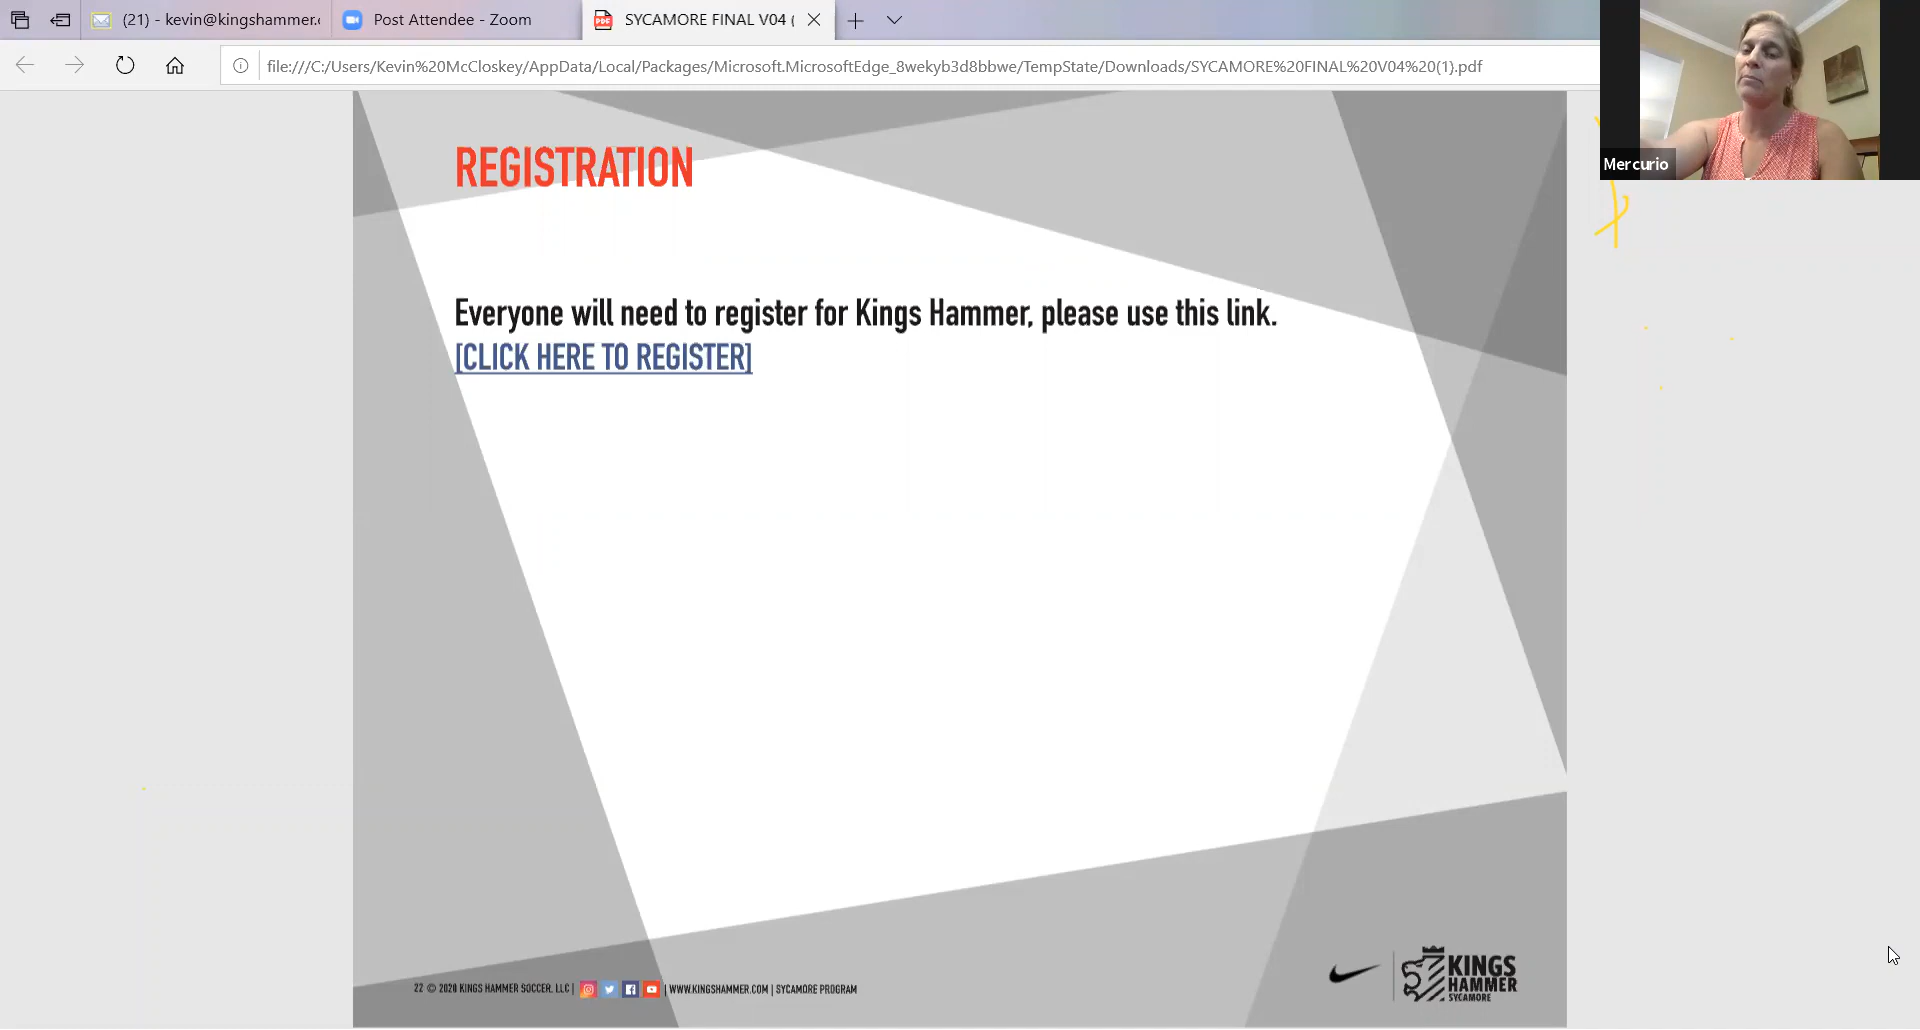 (21) - kevin@kingshammer.c
Post Attendee - Zoom
SYCAMORE FINAL V04 (
file:///C:/Users/Kevin%20McCloskey/AppData/Local/Packages/Microsoft.MicrosoftEdge_8wekyb3d8bbwe/TempState/Downloads/SYCAMORE%20FINAL%20V04%20(1).pdf
Mercurio
REGISTRATION
Everyone will need to register for Kings Hammer, please use this link.
[CLICK HERE TO REGISTER]
22 © 2020 KINGS HAMMER SOCCER, LLC | | WWW.KINGSHAMMER.COM | SYCAMORE PROGRAM
KINGS
HAMMER
SYCAMORE